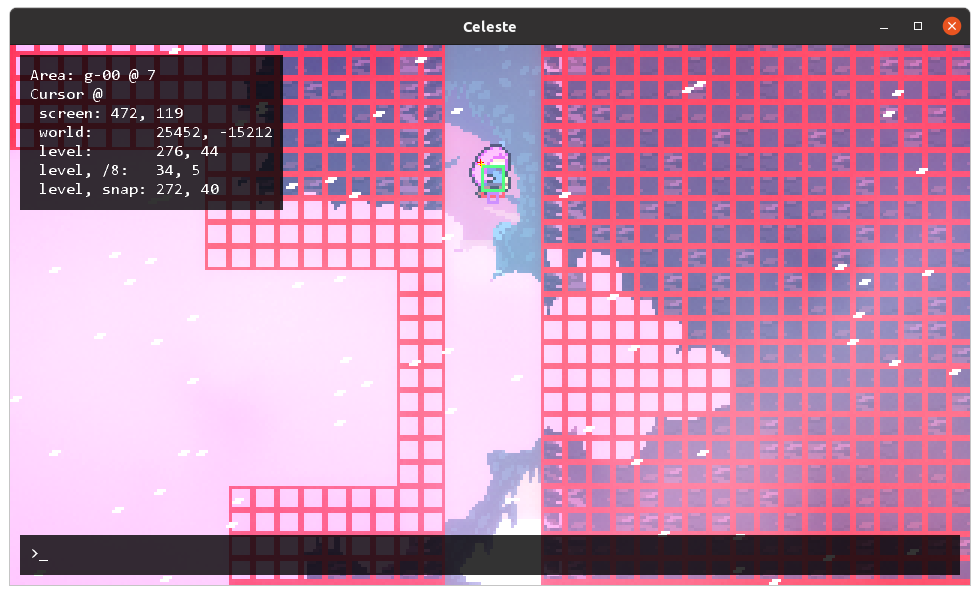 Celeste
Area: g-00 @ 7
Cursor @
screen: 472, 119
world: 25452, -15212
level: 276, 44
level, /8: 34, 5
level, snap: 272, 40
>_